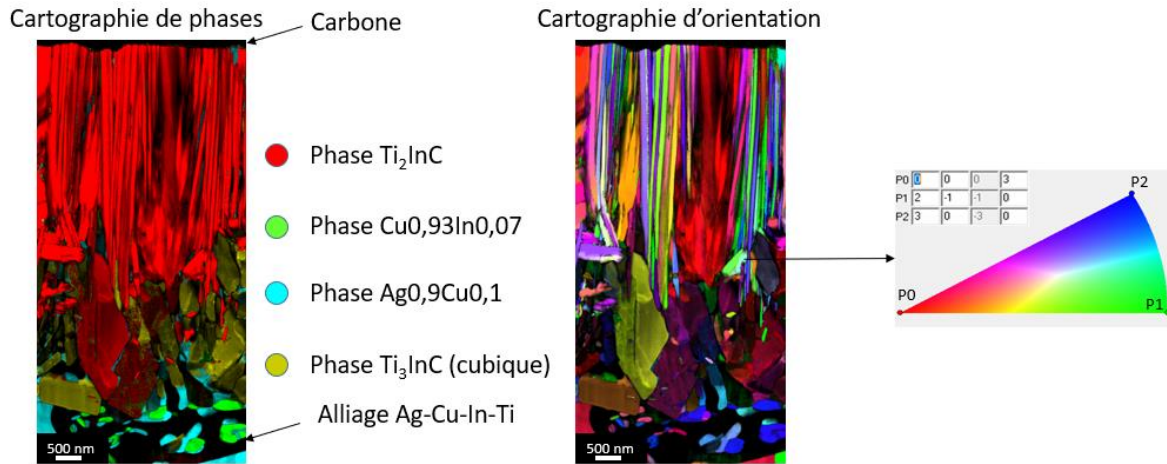 Cartographie de phases
Carbone
Cartographie d’orientation
Phase Ti₂InC
Phase Cu0,93In0,07
Phase Ag0,9Cu0,1
Phase Ti₃InC (cubique)
Alliage Ag-Cu-In-Ti
500 nm
500 nm
P0 0 0 0 3
P1 2 -1 -1 0
P2 3 0 -3 0
P2
P0
P1